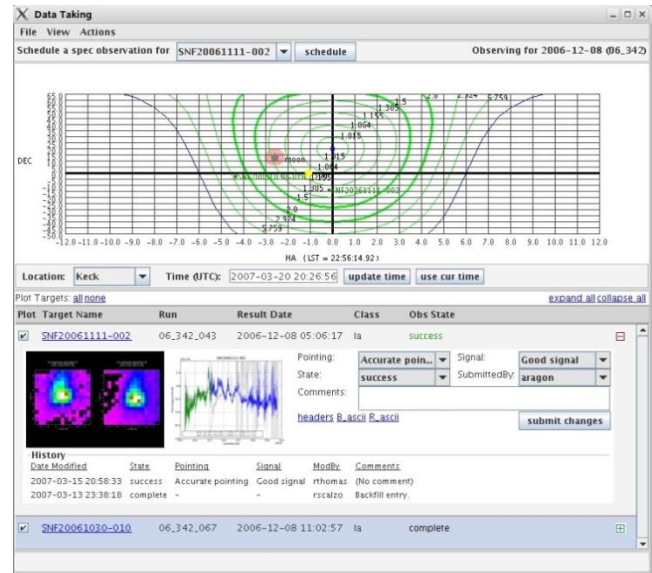 Data Taking
File View Actions
Schedule a spec observation for SNF20061111-002 schedule Observing for 2006-12-08 (06_342)
DEC
moon
-12.0 -11.0 -10.0 -9.0 -8.0 -7.0 -6.0 -5.0 -4.0 -3.0 -2.0 -1.0 0.0 1.0 2.0 3.0 4.0 5.0 6.0 7.0 8.0 9.0 10.0 11.0 12.0
HA (LST = 22:56:14.92)
Location: Keck Time (UTC): 2007-03-20 20:26:56 update time use cur time
Plot Targets: all none expand all collapse all
Plot Target Name Run Result Date Class Obs State
SNF20061111-002 06_342_043 2006-12-08 05:06:17 Ia success
Pointing: Accurate poin... Signal: Good signal
State: success SubmittedBy: aragon
Comments:
headers B_ascii R_ascii submit changes
History
Date Modified State Pointing Signal ModBy Comments
2007-03-15 20:58:33 success Accurate pointing Good signal rthomas (No comment)
2007-03-13 23:38:18 complete - - rscalzo Backfill entry.
SNF20061030-010 06_342_067 2006-12-08 11:02:57 Ia complete